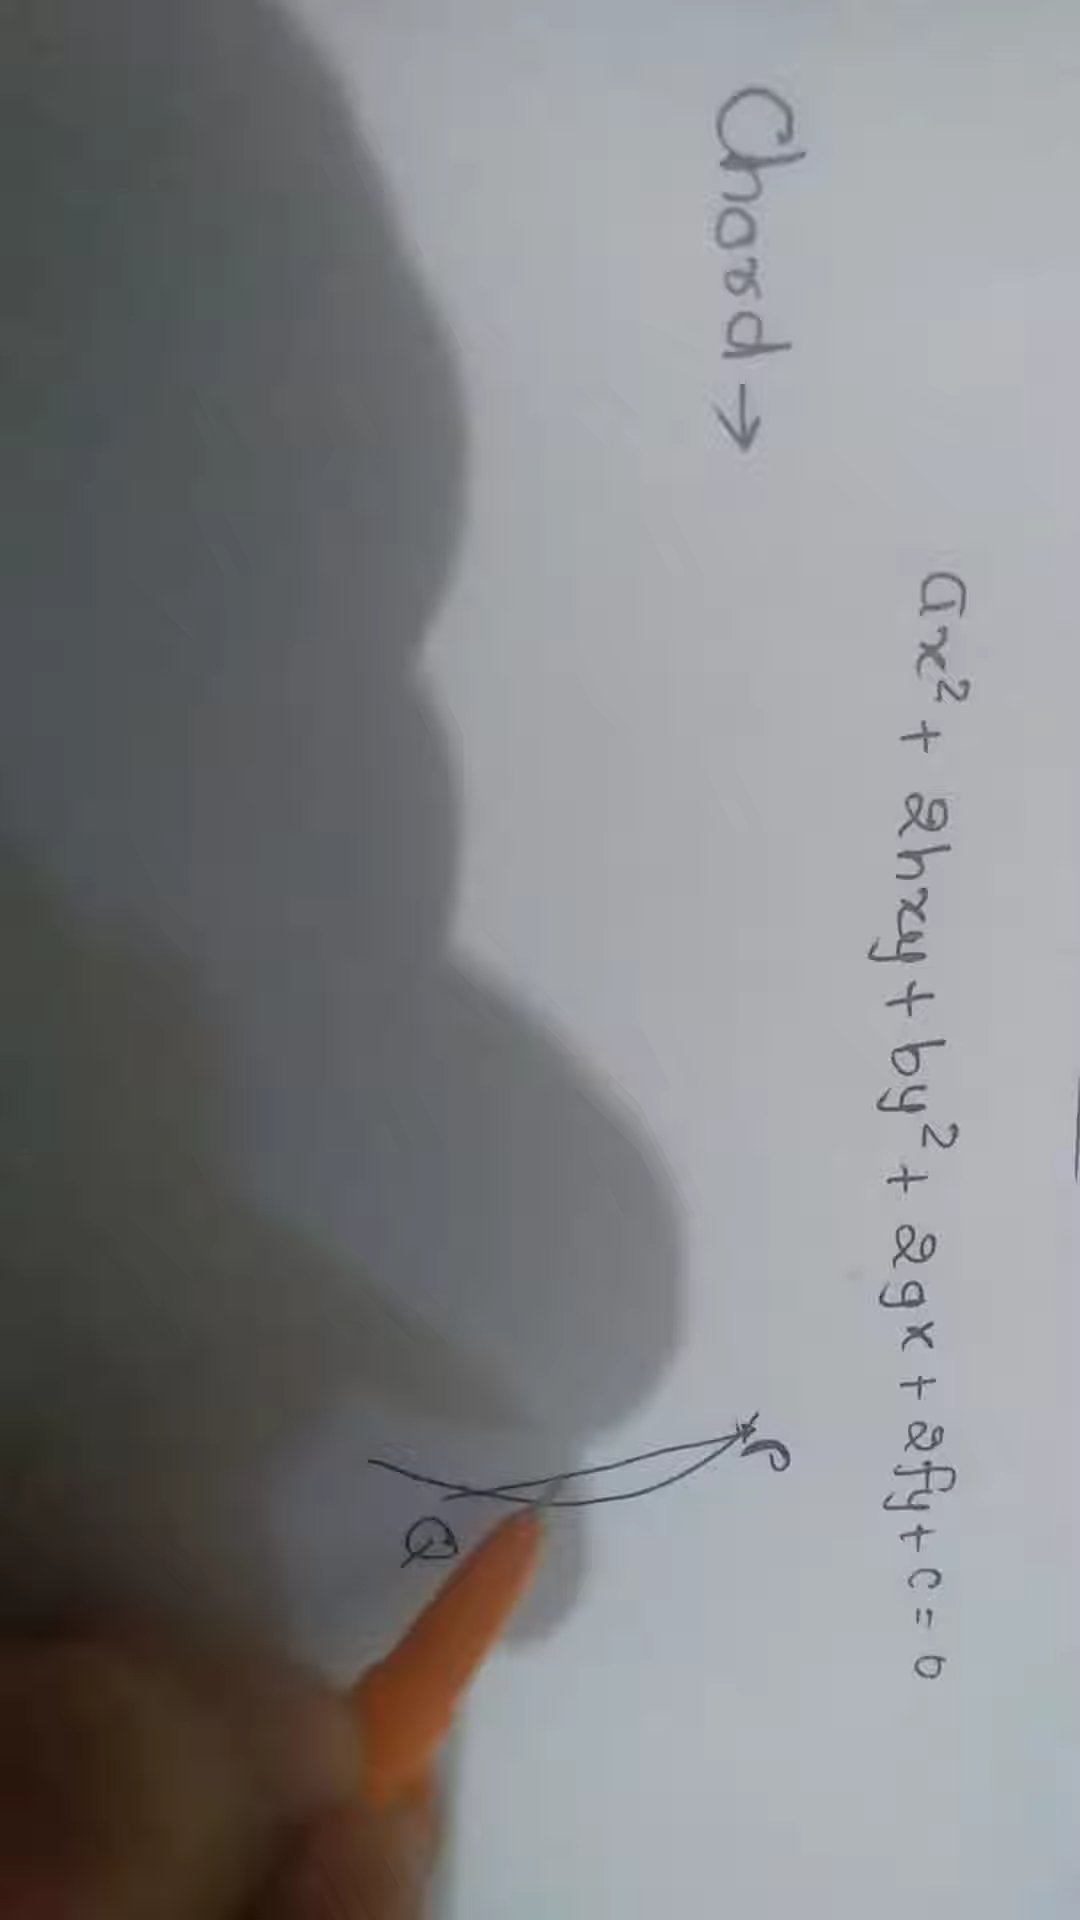 ax² + 2hxy + by² + 2gx + 2fy + c = 0
Chord →
P
Q